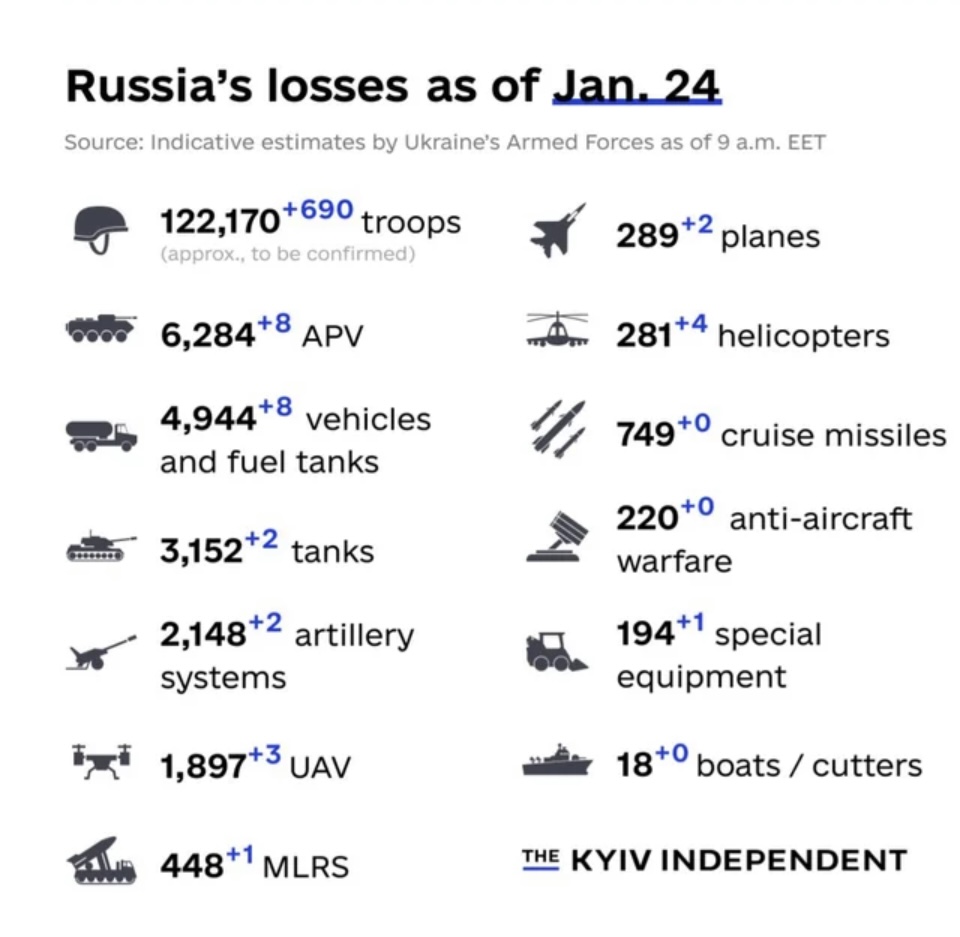 Russia's losses as of Jan. 24
Source: Indicative estimates by Ukraine's Armed Forces as of 9 a.m. EET
122,170+690 troops
(approx., to be confirmed)
6,284+8 APV
4,944+8 vehicles
and fuel tanks
3,152+2 tanks
2,148+2 artillery
systems
1,897+3 UAV
448+1 MLRS
289+2 planes
281+4 helicopters
749+0 cruise missiles
220+0 anti-aircraft
warfare
194+1 special
equipment
18+0 boats / cutters
THE KYIV INDEPENDENT